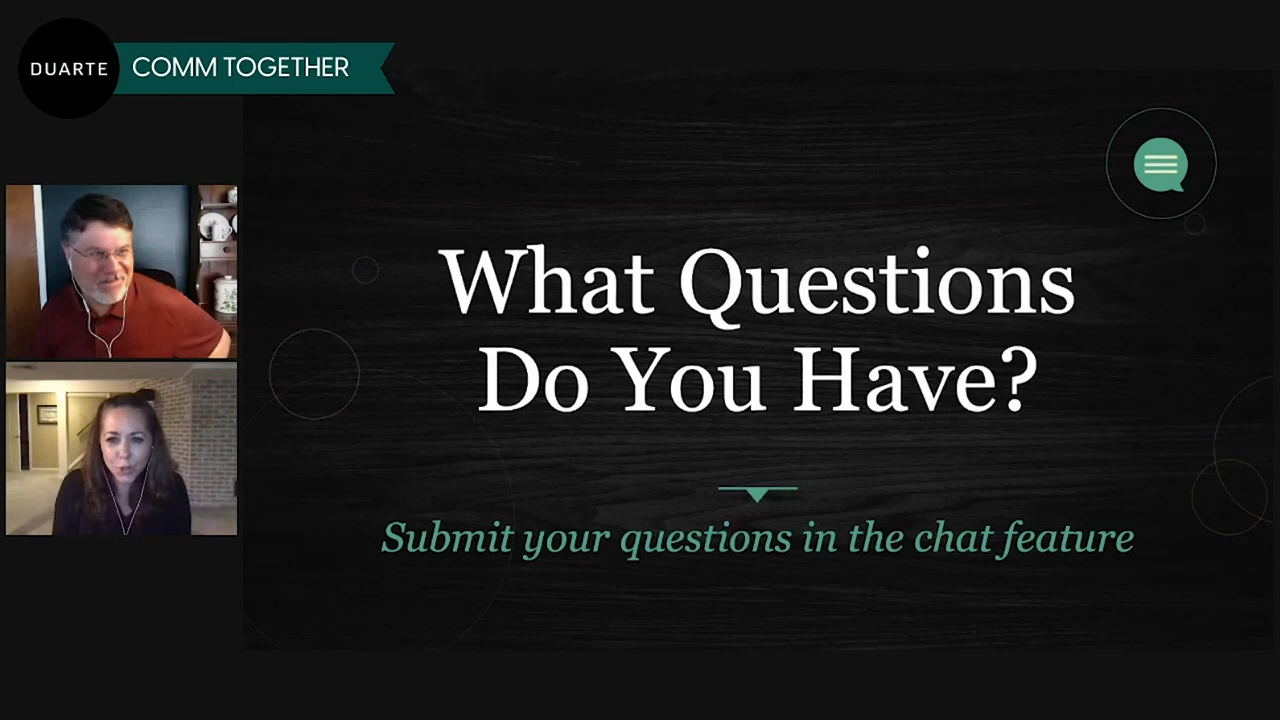 DUARTE
COMM TOGETHER
What Questions
Do You Have?
Submit your questions in the chat feature